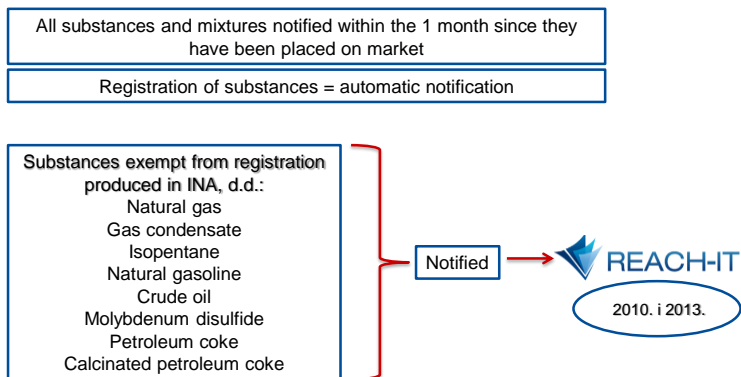 All substances and mixtures notified within the 1 month since they
have been placed on market
Registration of substances = automatic notification
Substances exempt from registration
produced in INA, d.d.:
Natural gas
Gas condensate
Isopentane
Natural gasoline
Crude oil
Molybdenum disulfide
Petroleum coke
Calcinated petroleum coke
Notified
REACH-IT
2010. i 2013.